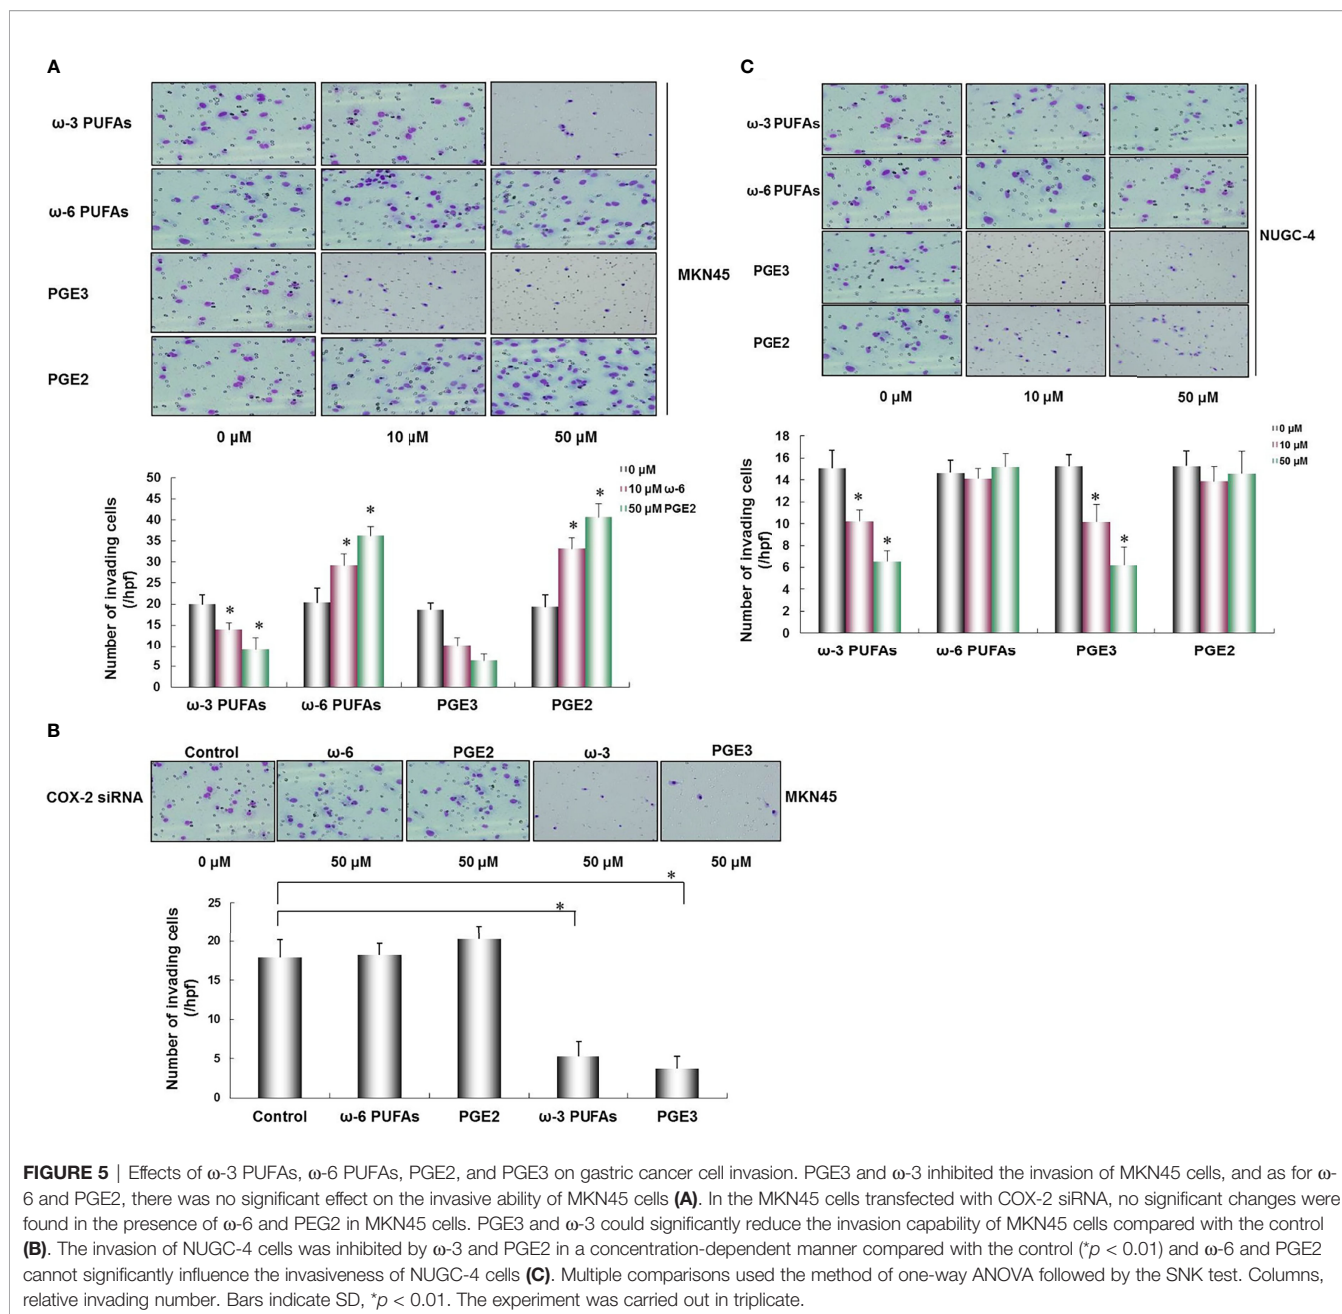 A
ω-3 PUFAs
ω-6 PUFAs
PGE3
PGE2
MKN45
0 μM 10 μM 50 μM
50
45
40
35
30
25
20
15
10
5
0
Number of invading cells
(/hpf)
0 μM
10 μM ω-6
50 μM PGE2
* * * * * *
ω-3 PUFAs ω-6 PUFAs PGE3 PGE2
B
Control ω-6 PGE2 ω-3 PGE3
COX-2 siRNA
MKN45
0 μM 50 μM 50 μM 50 μM 50 μM
*
*
25
20
15
10
5
0
Number of invading cells
(/hpf)
Control ω-6 PUFAs PGE2 ω-3 PUFAs PGE3
C
ω-3 PUFAs
ω-6 PUFAs
PGE3
PGE2
NUGC-4
0 μM 10 μM 50 μM
18
16
14
12
10
8
6
4
2
0
Number of invading cells
(/hpf)
0 μM
10 μM
50 μM
* * * *
ω-3 PUFAs ω-6 PUFAs PGE3 PGE2
FIGURE 5 | Effects of ω-3 PUFAs, ω-6 PUFAs, PGE2, and PGE3 on gastric cancer cell invasion. PGE3 and ω-3 inhibited the invasion of MKN45 cells, and as for ω-
6 and PGE2, there was no significant effect on the invasive ability of MKN45 cells (A). In the MKN45 cells transfected with COX-2 siRNA, no significant changes were
found in the presence of ω-6 and PEG2 in MKN45 cells. PGE3 and ω-3 could significantly reduce the invasion capability of MKN45 cells compared with the control
(B). The invasion of NUGC-4 cells was inhibited by ω-3 and PGE2 in a concentration-dependent manner compared with the control (*p < 0.01) and ω-6 and PGE2
cannot significantly influence the invasiveness of NUGC-4 cells (C). Multiple comparisons used the method of one-way ANOVA followed by the SNK test. Columns,
relative invading number. Bars indicate SD, *p < 0.01. The experiment was carried out in triplicate.